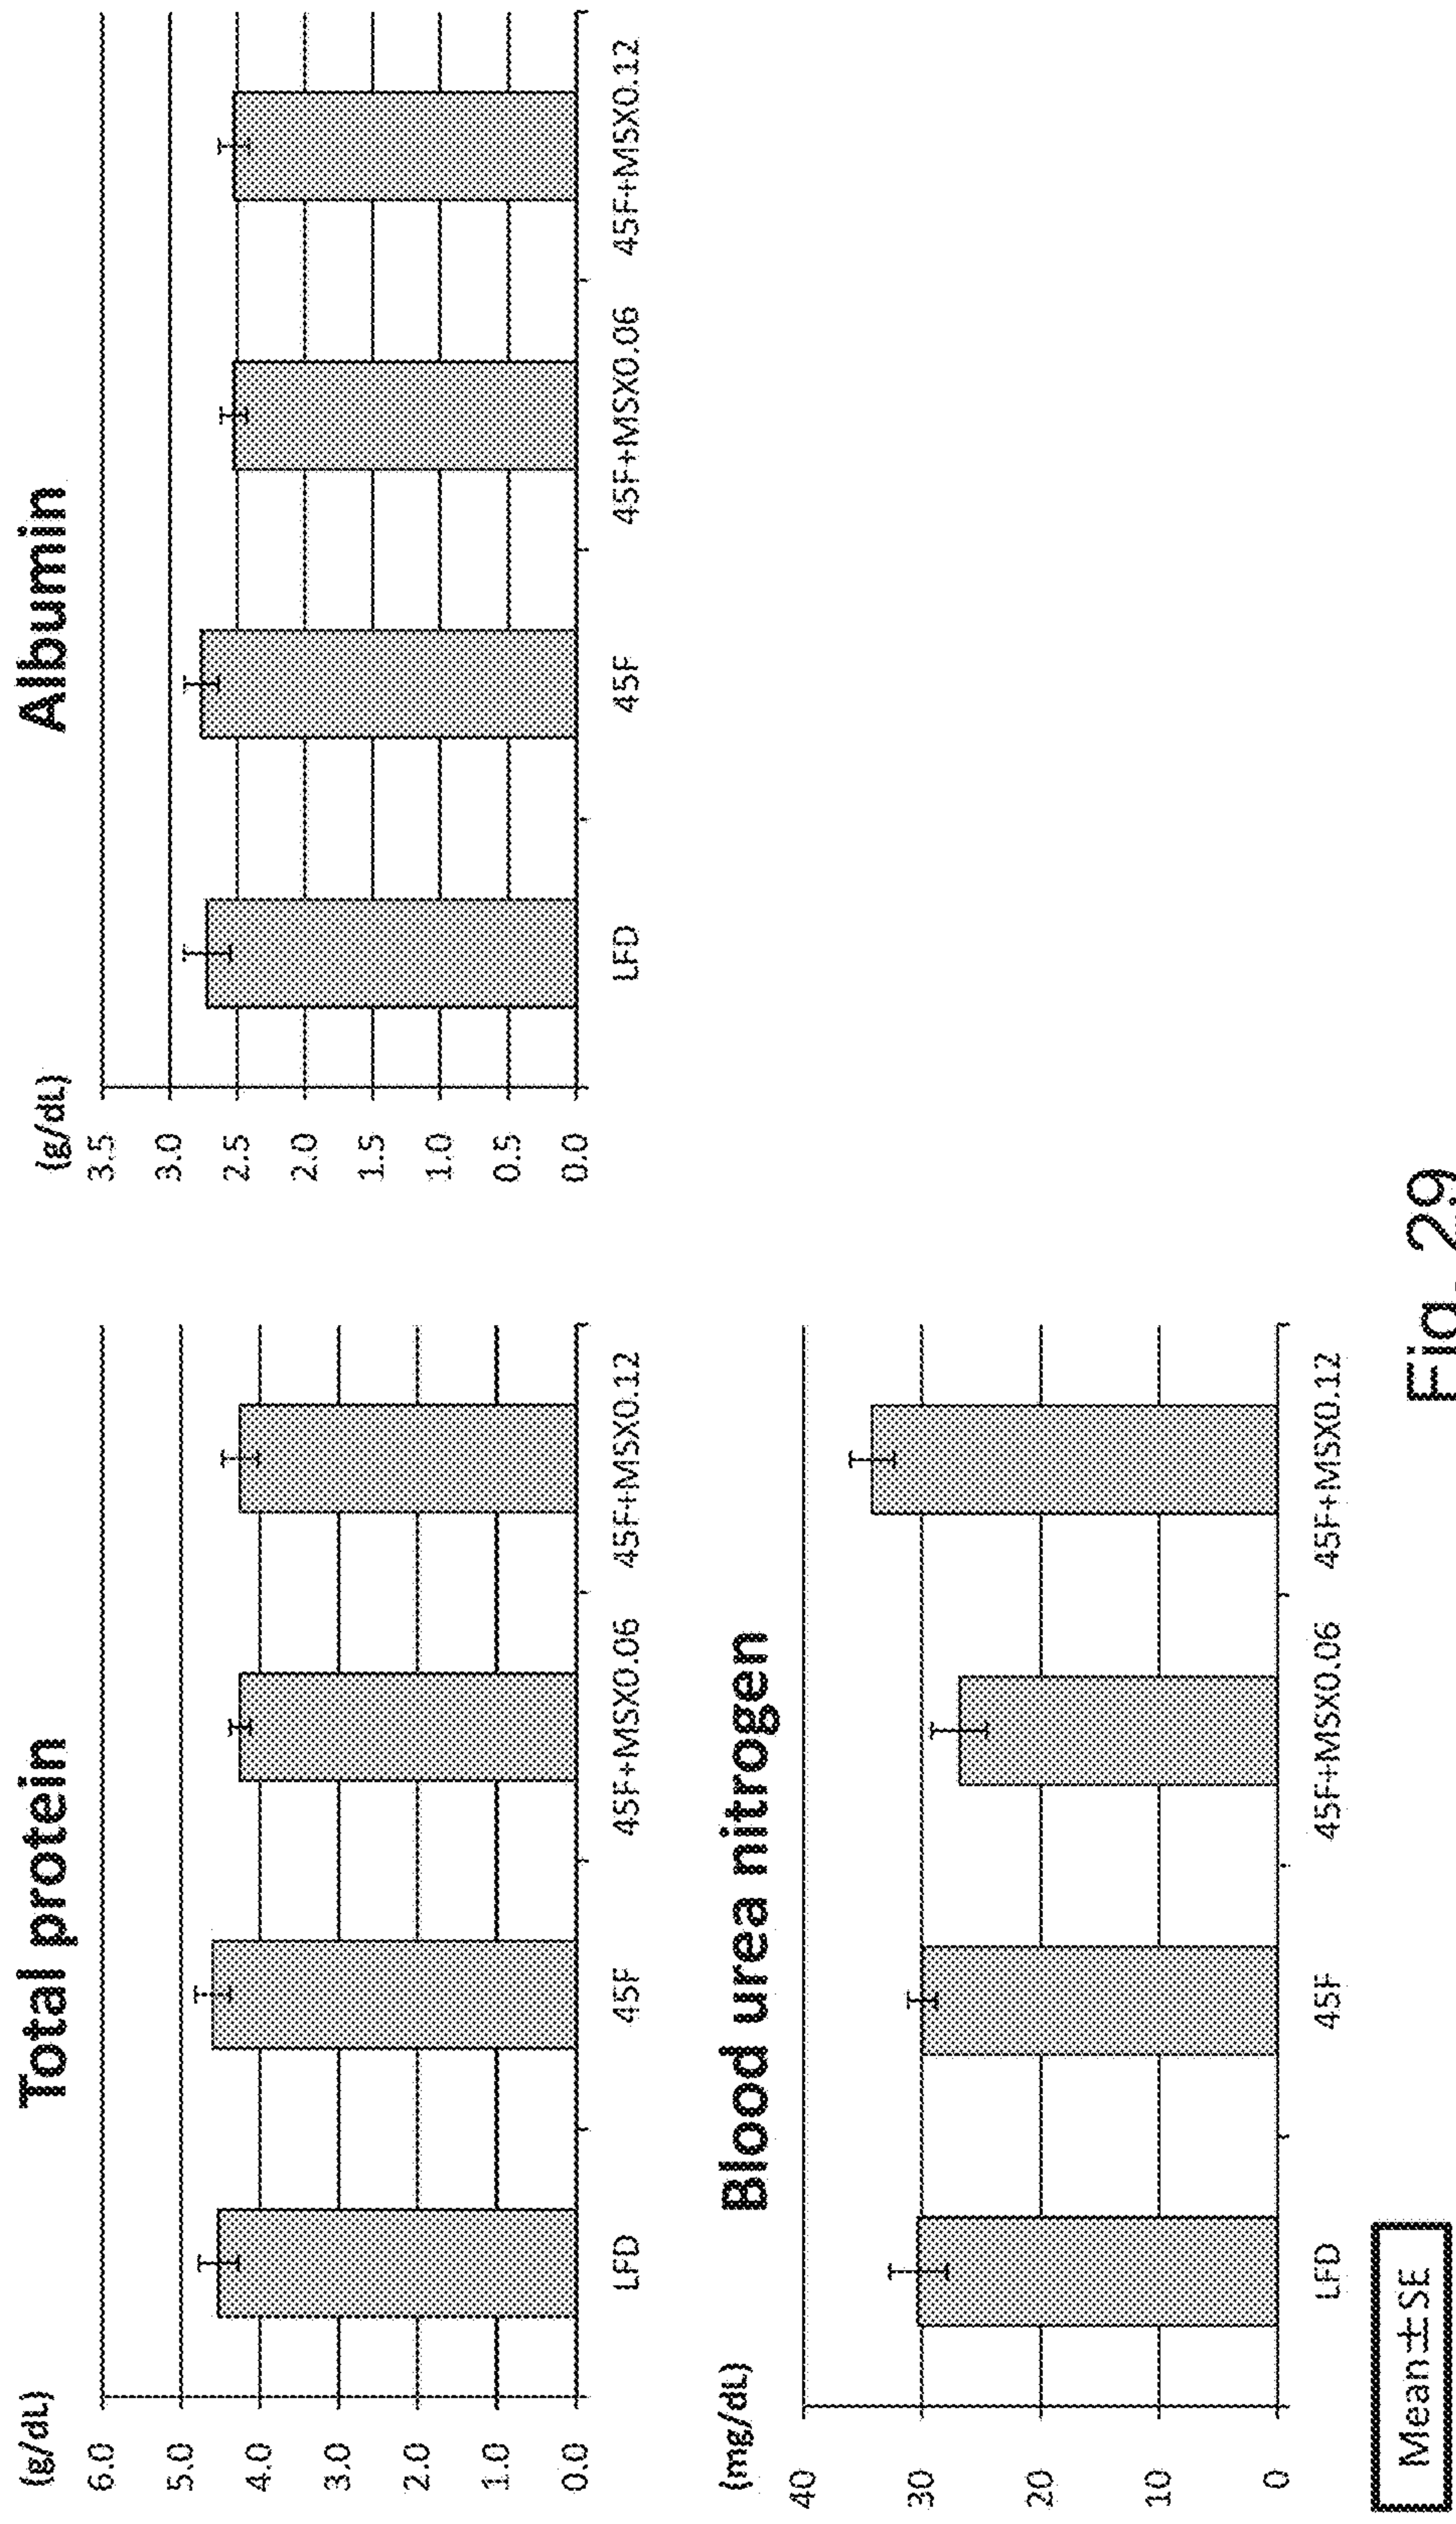 Total protein
(g/dL)
6.0
5.0
4.0
3.0
2.0
1.0
0.0
LFD
45F
45F+MSX0.06
45F+MSX0.12
Albumin
(g/dL)
3.5
3.0
2.5
2.0
1.5
1.0
0.5
0.0
LFD
45F
45F+MSX0.06
45F+MSX0.12
Blood urea nitrogen
(mg/dL)
40
30
20
10
0
LFD
45F
45F+MSX0.06
45F+MSX0.12
Mean±SE
Fig. 29